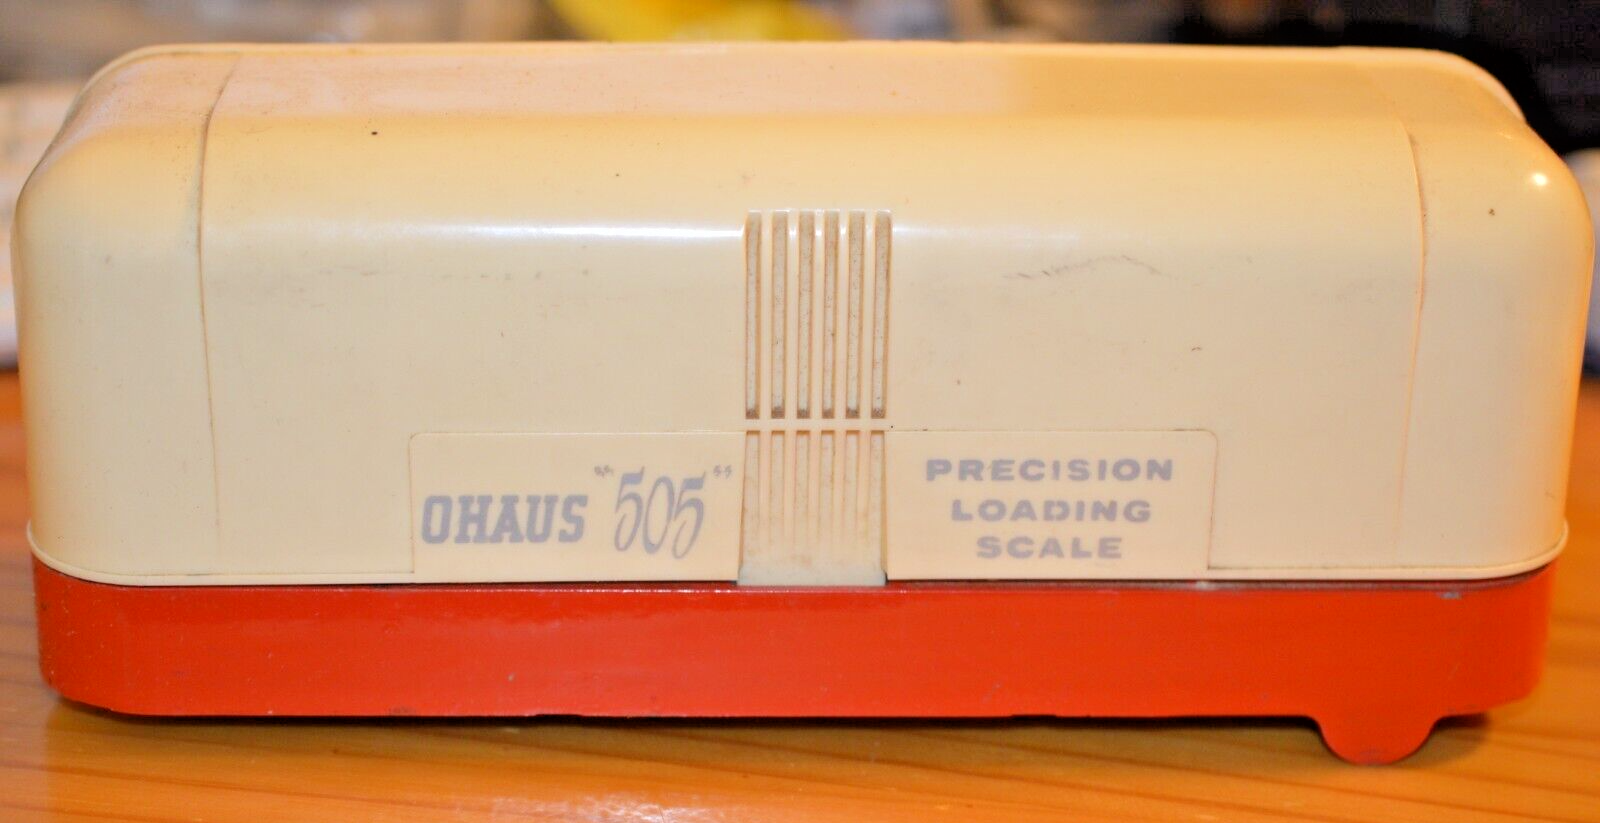 OHAUS "505"
PRECISION
LOADING
SCALE